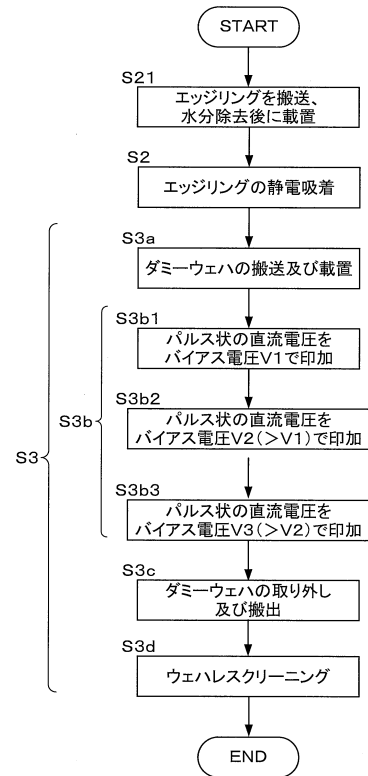 START
S21
エッジリングを搬送、
水分除去後に載置
S2
エッジリングの静電吸着
S3a
ダミーウェハの搬送及び載置
S3b1
パルス状の直流電圧を
バイアス電圧V1で印加
S3b2
パルス状の直流電圧を
バイアス電圧V2(>V1)で印加
S3b
S3
S3b3
パルス状の直流電圧を
バイアス電圧V3(>V2)で印加
S3c
ダミーウェハの取り外し
及び搬出
S3d
ウェハレスクリーニング
END